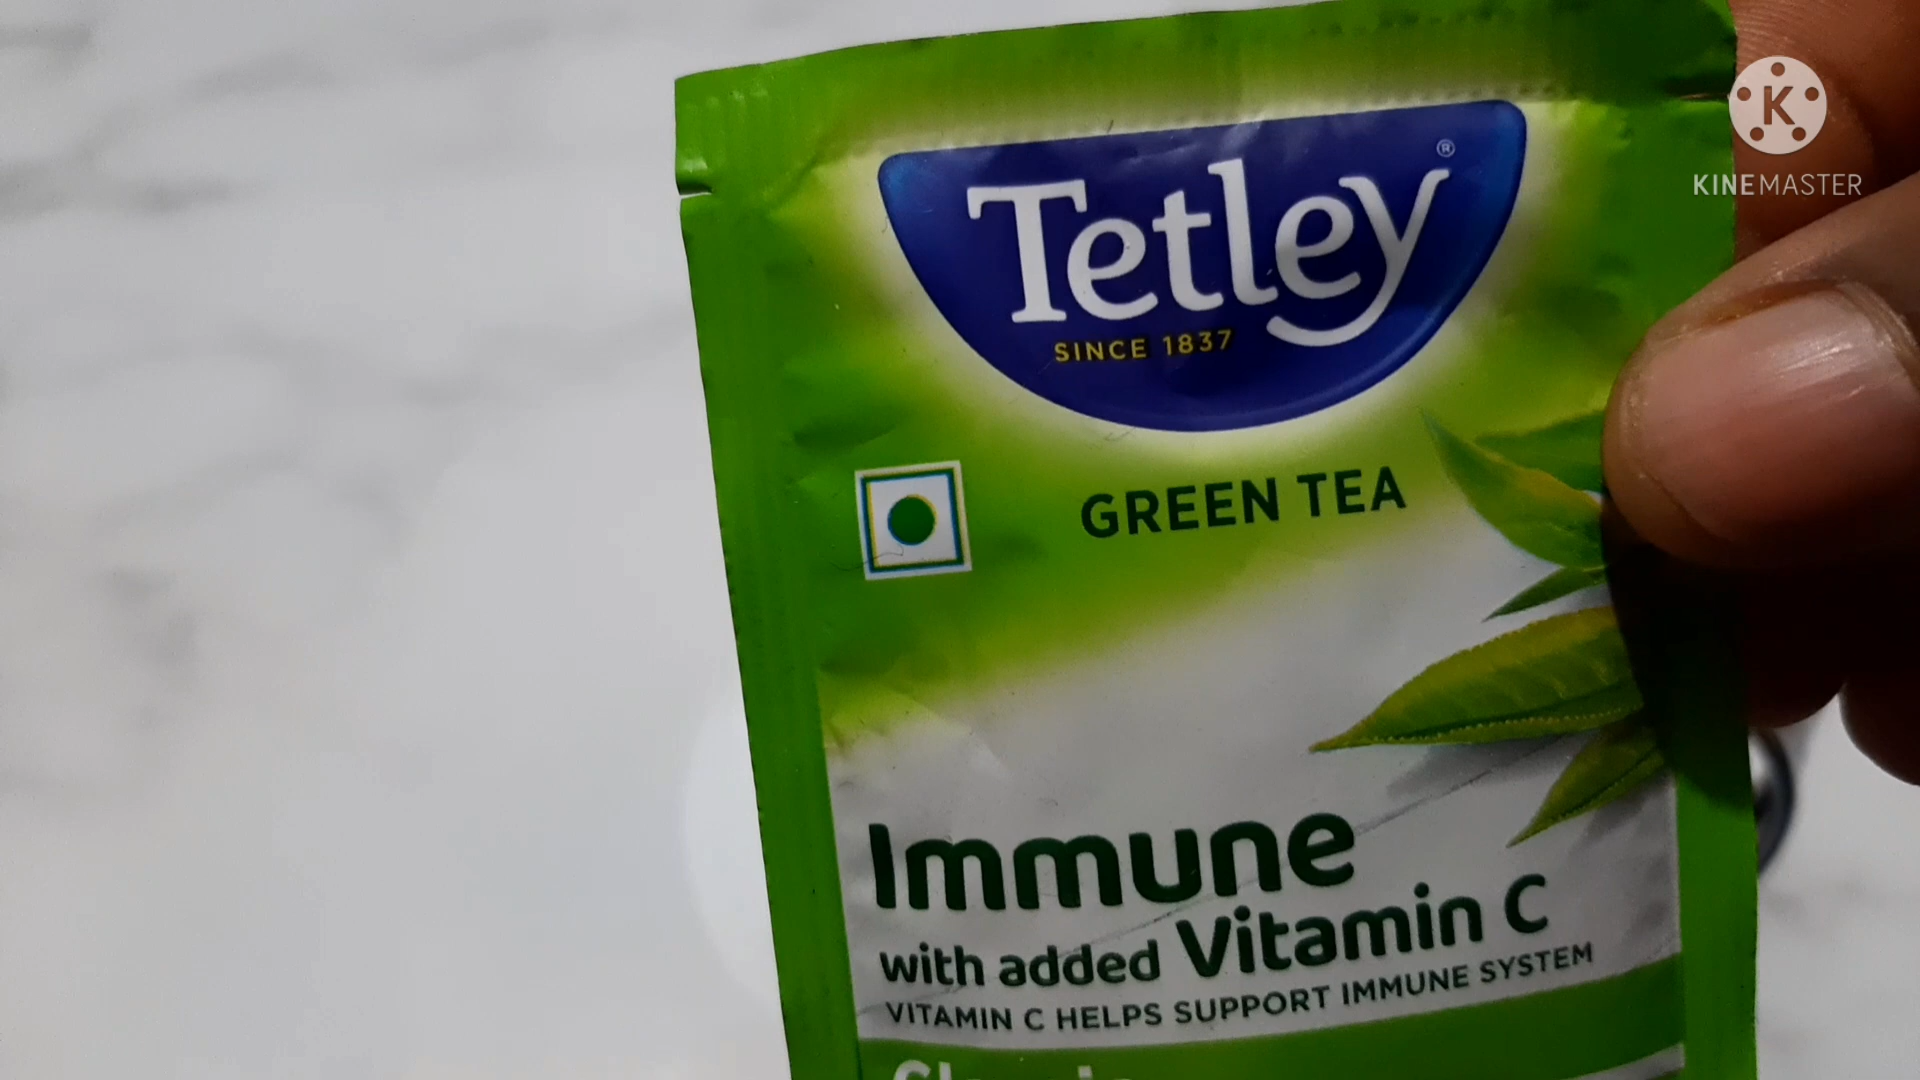 Tetley®
SINCE 1837
GREEN TEA
Immune
with added Vitamin C
VITAMIN C HELPS SUPPORT IMMUNE SYSTEM
K
KINEMASTER